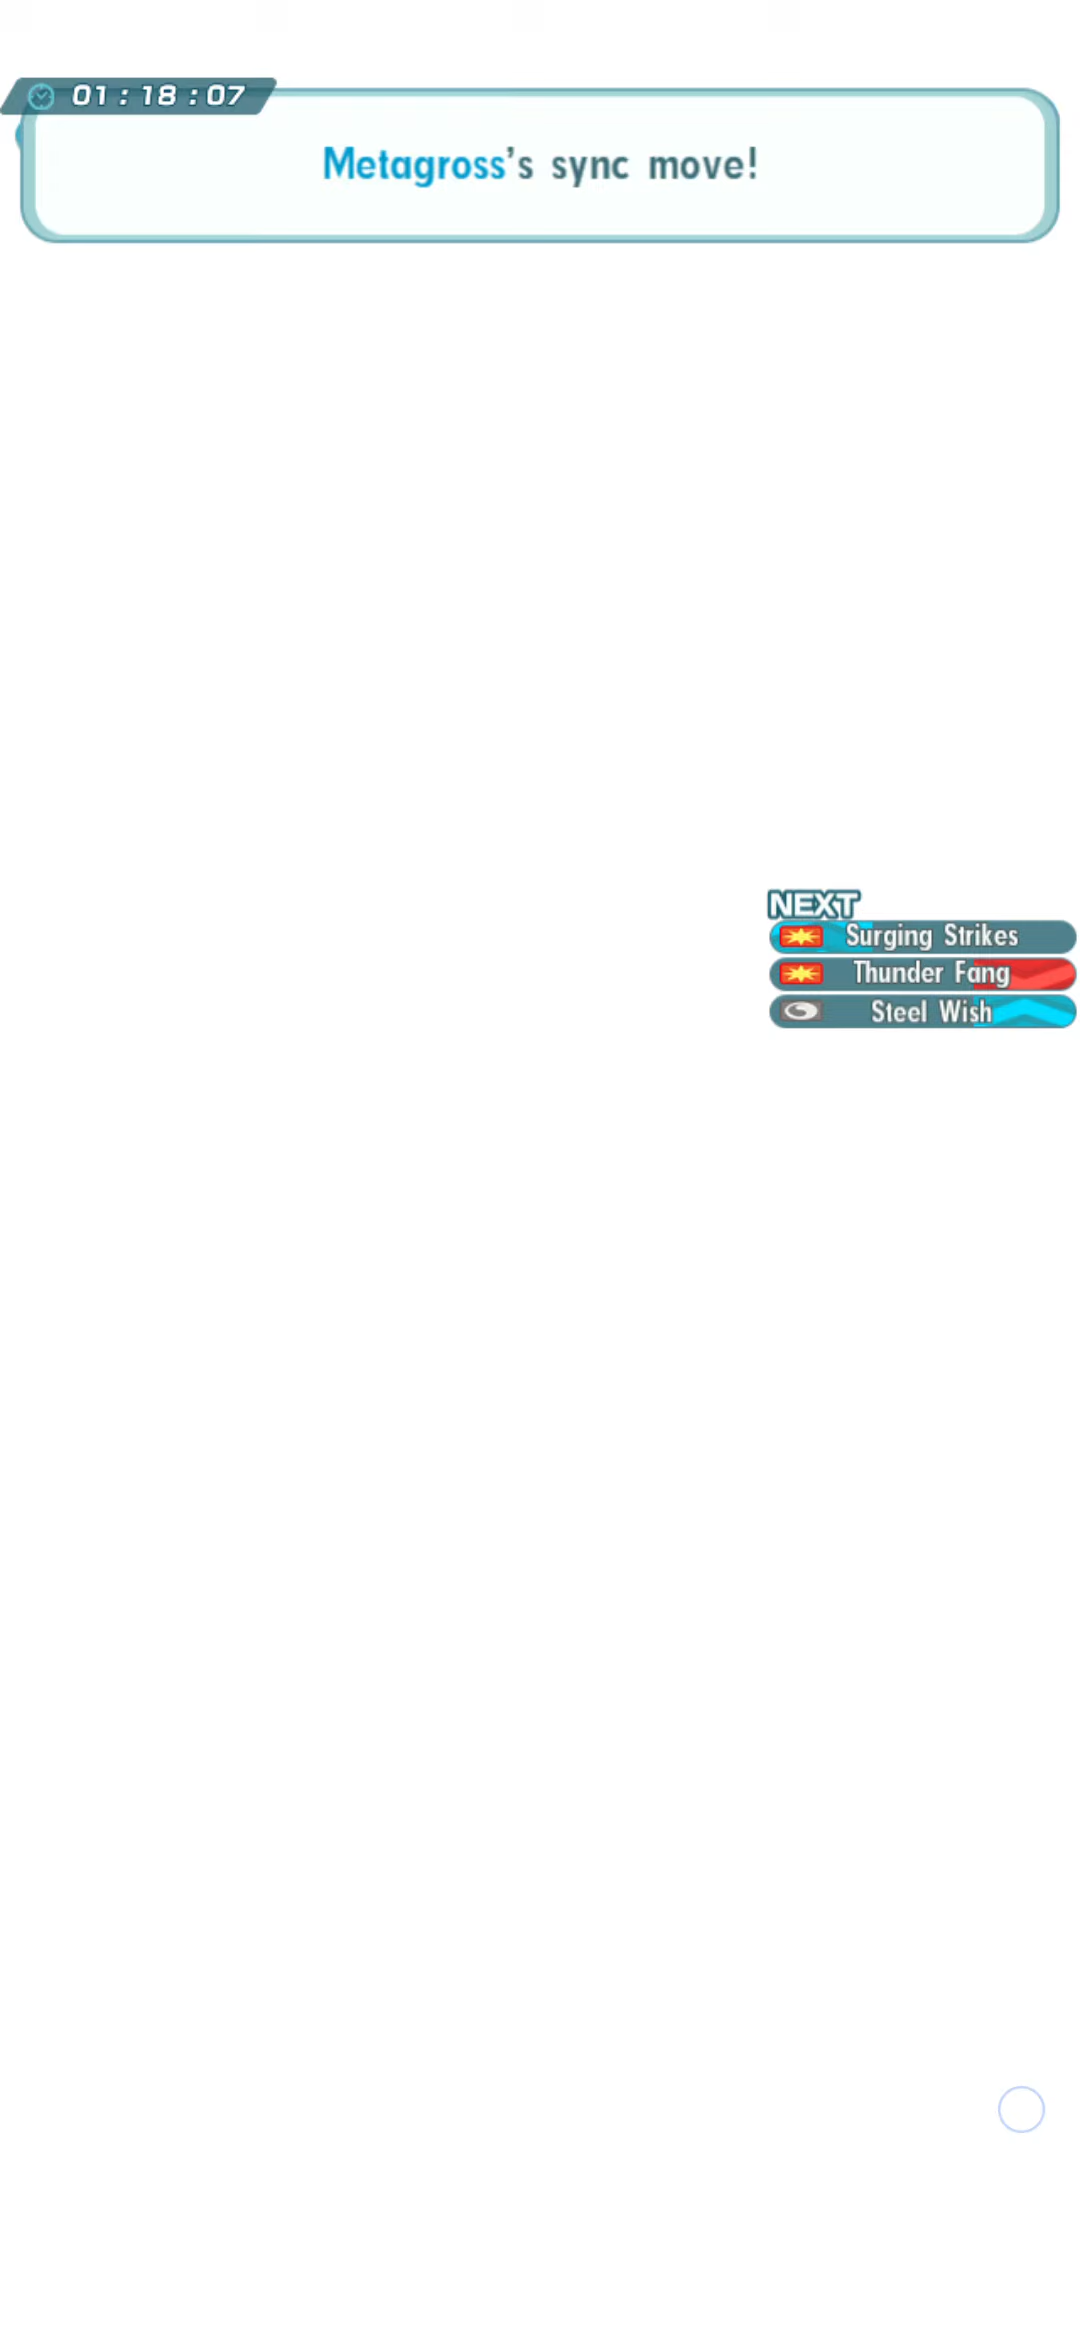 01:18:07
Metagross's sync move!
NEXT
Surging Strikes
Thunder Fang
Steel Wish